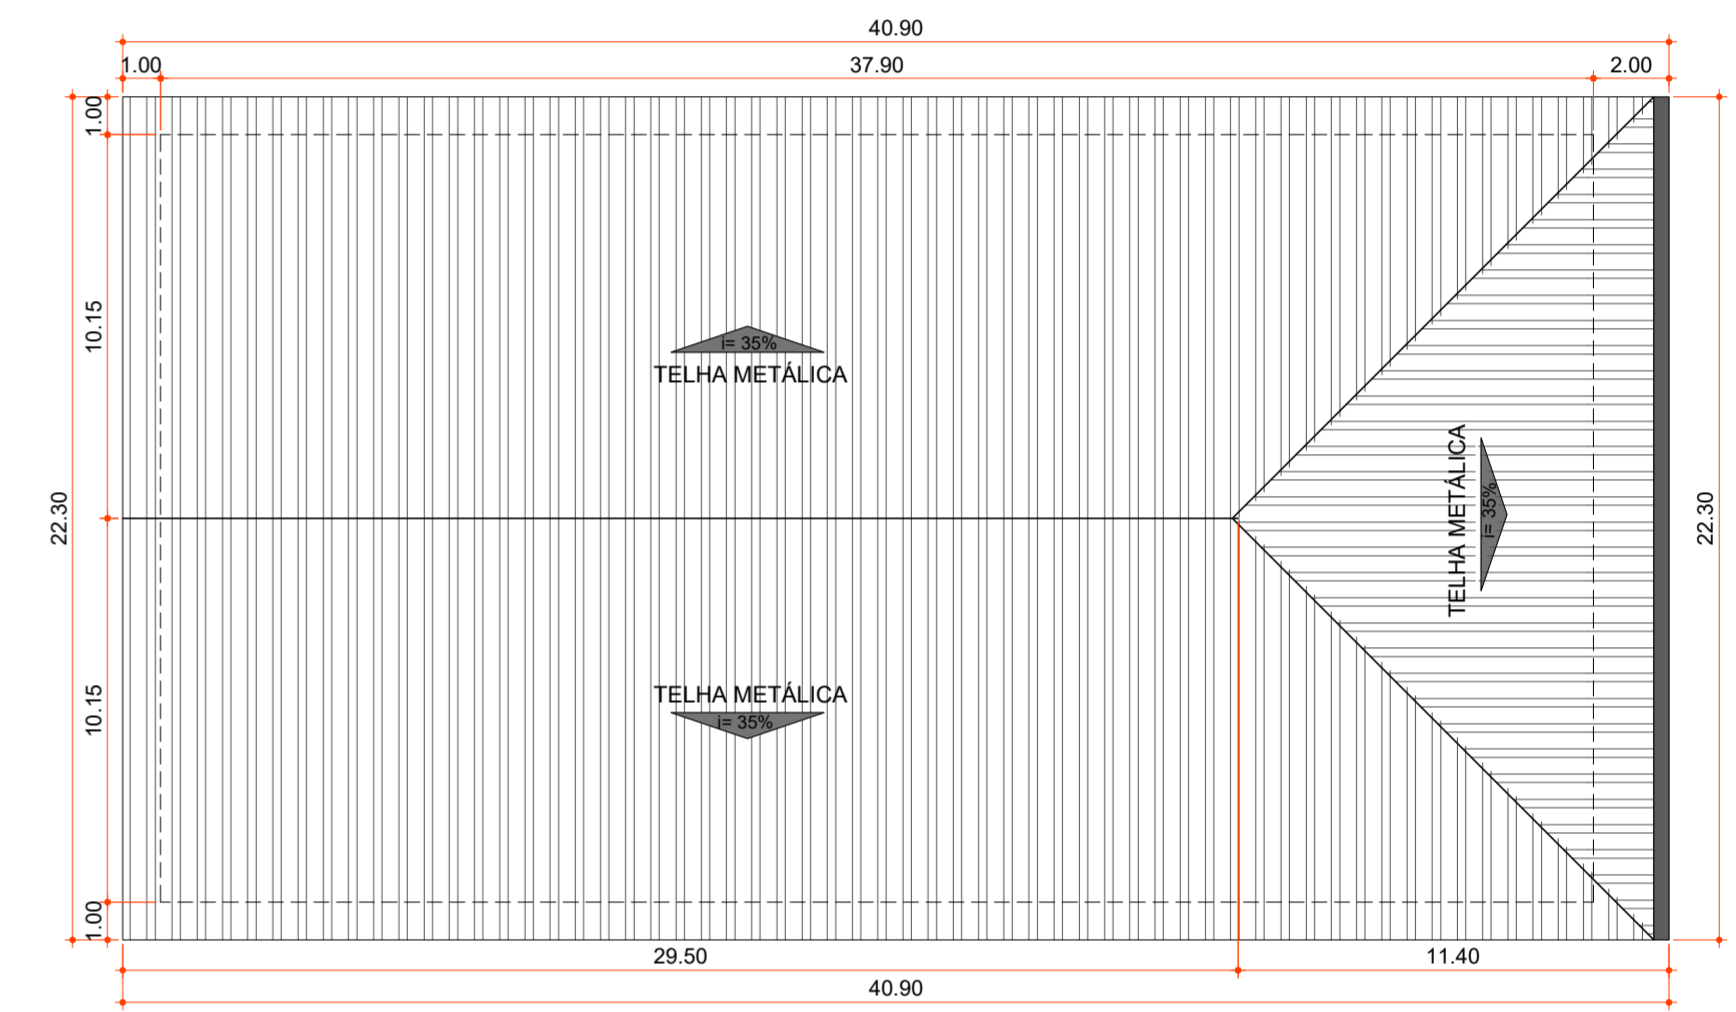 40.90
1.00
37.90
2.00
1.00
10.15
i= 35%
TELHA METÁLICA
22.30
TELHA METÁLICA
i= 35%
22.30
TELHA METÁLICA
i= 35%
10.15
1.00
29.50
11.40
40.90